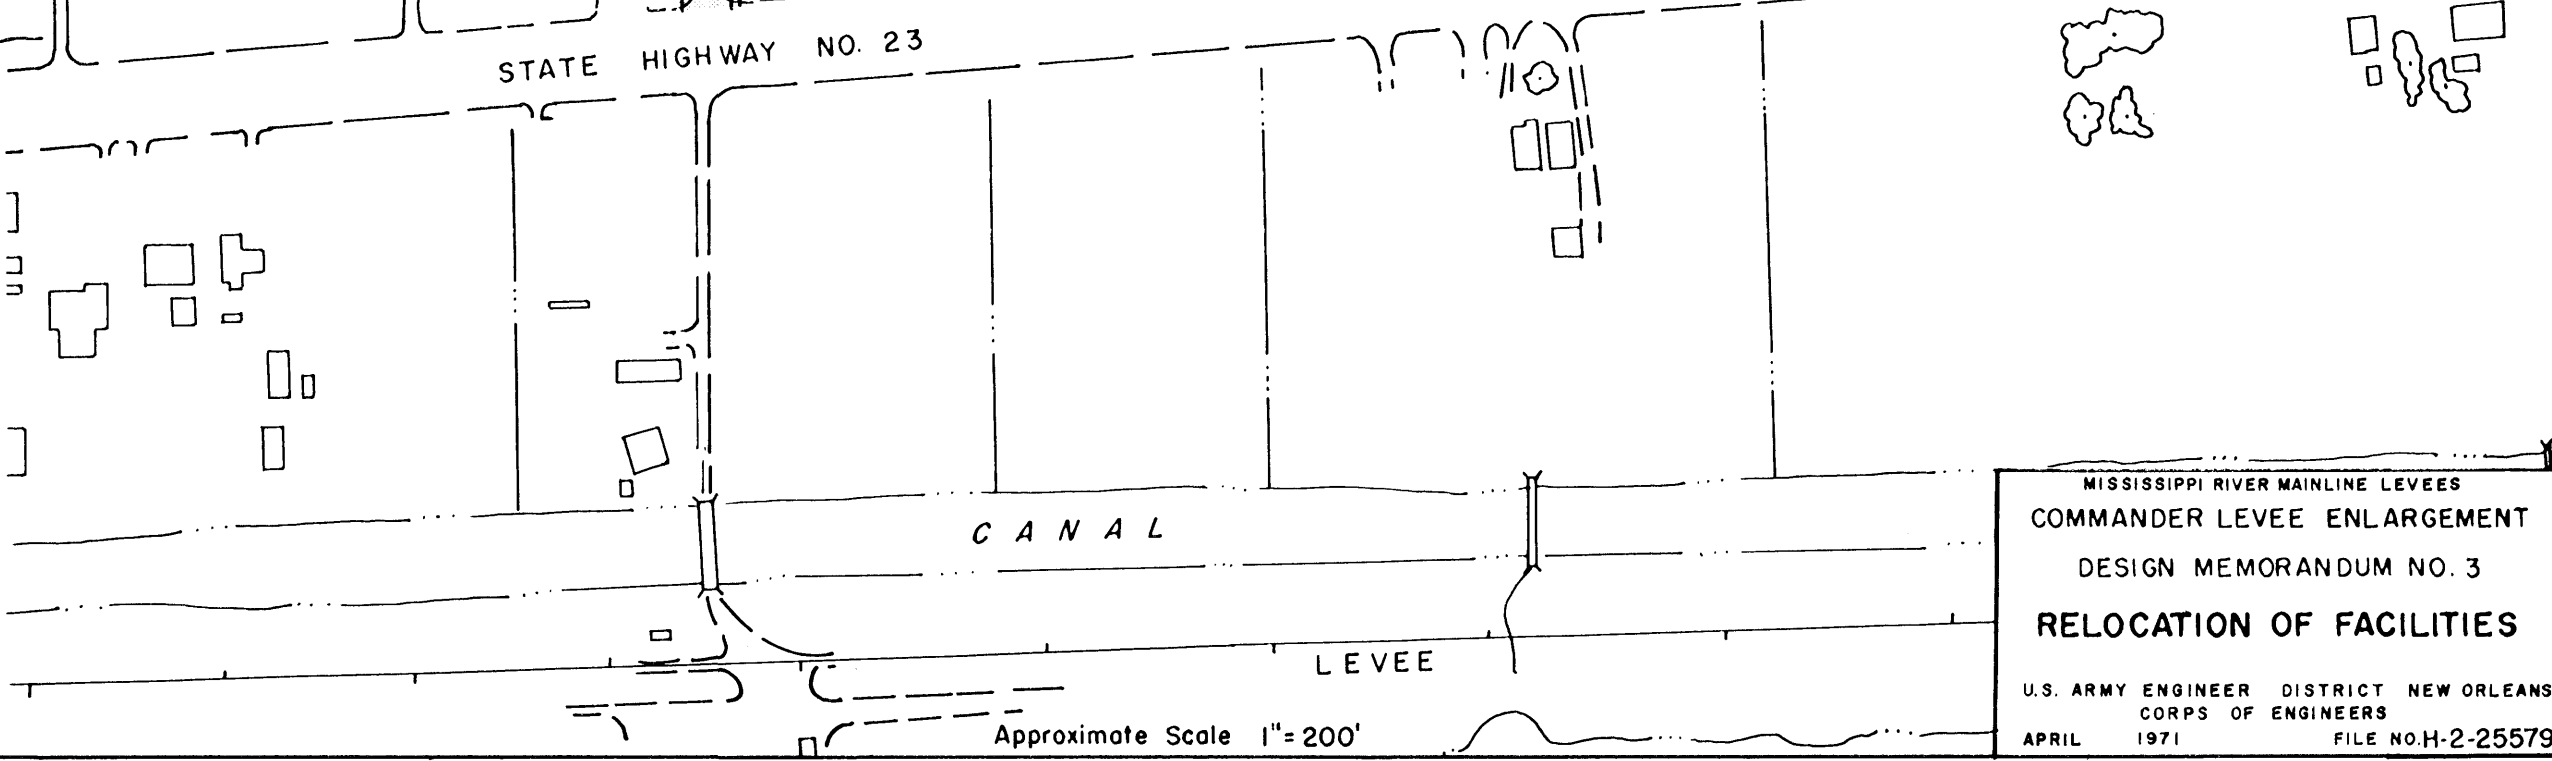 STATE HIGHWAY NO. 23
CANAL
LEVEE
Approximate Scale 1"= 200'
MISSISSIPPI RIVER MAINLINE LEVEES
COMMANDER LEVEE ENLARGEMENT
DESIGN MEMORANDUM NO. 3
RELOCATION OF FACILITIES
U.S. ARMY ENGINEER DISTRICT NEW ORLEANS
CORPS OF ENGINEERS
APRIL 1971 FILE NO. H-2-25579